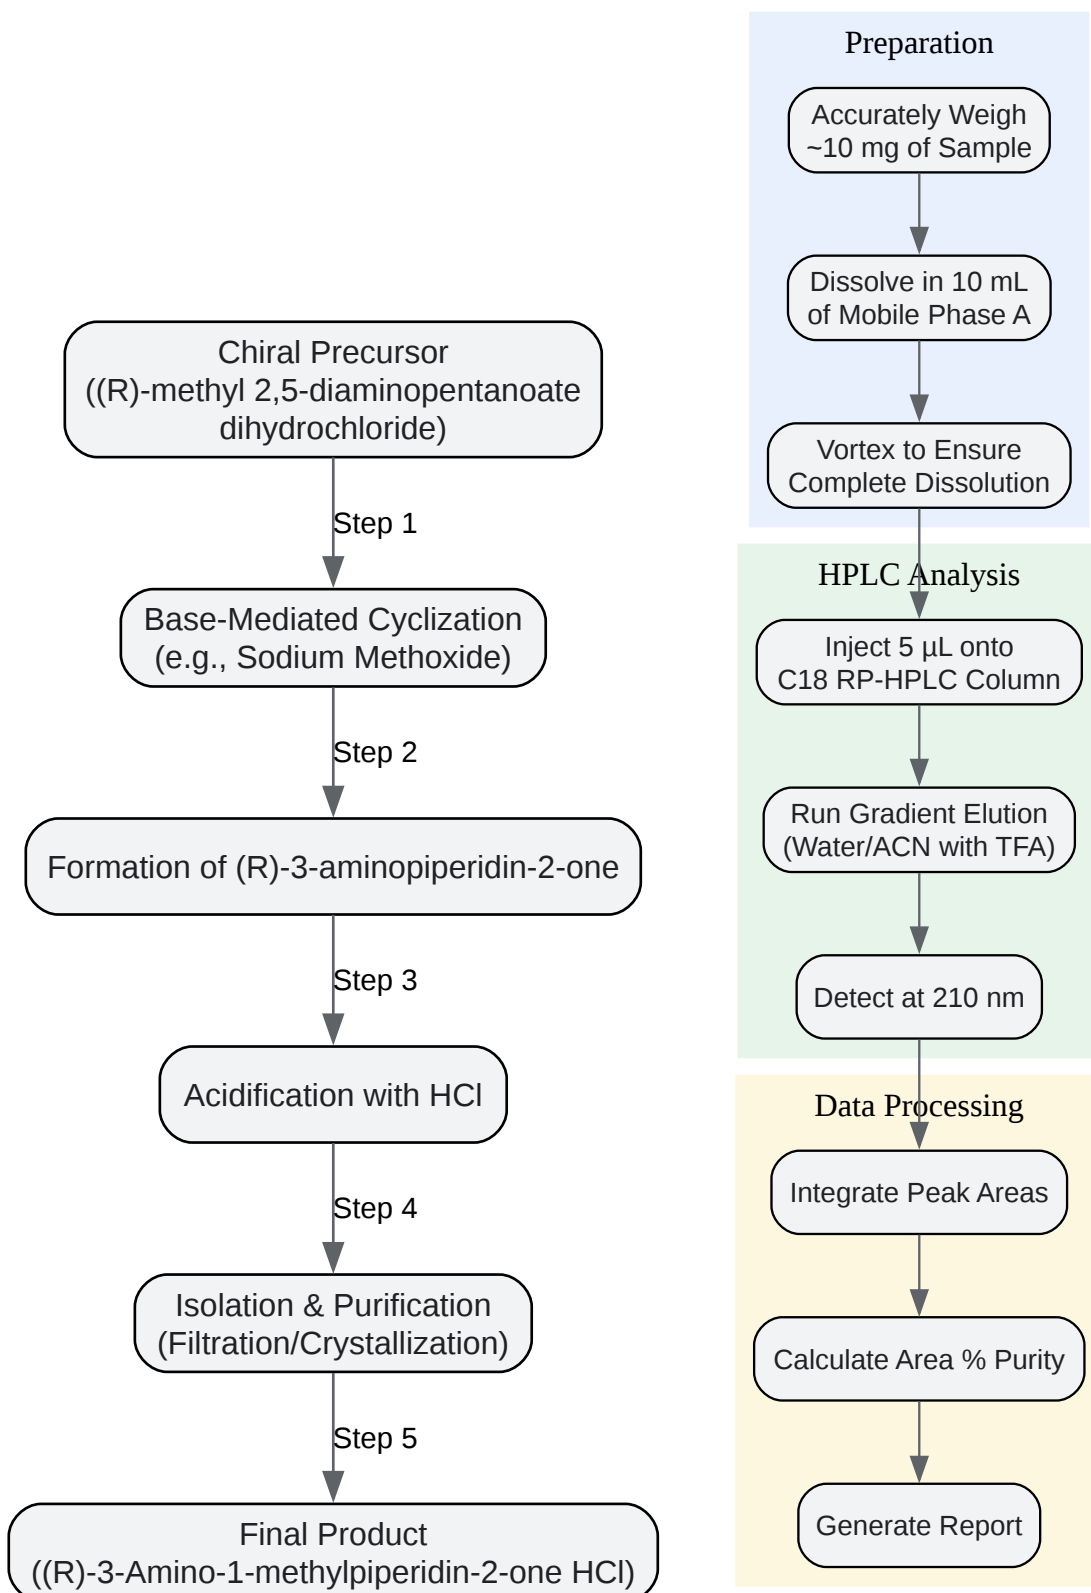 Chiral Precursor
((R)-methyl 2,5-diaminopentanoate
dihydrochloride)
Step 1
Base-Mediated Cyclization
(e.g., Sodium Methoxide)
Step 2
Formation of (R)-3-aminopiperidin-2-one
Step 3
Acidification with HCl
Step 4
Isolation & Purification
(Filtration/Crystallization)
Step 5
Final Product
((R)-3-Amino-1-methylpiperidin-2-one HCl)
Preparation
Accurately Weigh
~10 mg of Sample
Dissolve in 10 mL
of Mobile Phase A
Vortex to Ensure
Complete Dissolution
HPLC Analysis
Inject 5 µL onto
C18 RP-HPLC Column
Run Gradient Elution
(Water/ACN with TFA)
Detect at 210 nm
Data Processing
Integrate Peak Areas
Calculate Area % Purity
Generate Report